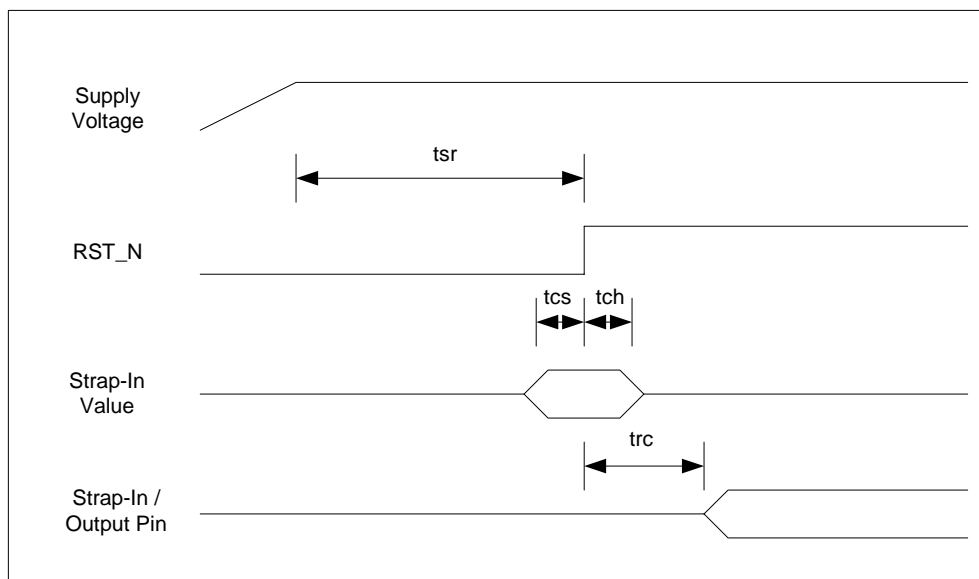 Supply
Voltage
tsr
RST_N
tcs
tch
Strap-In
Value
trc
Strap-In /
Output Pin